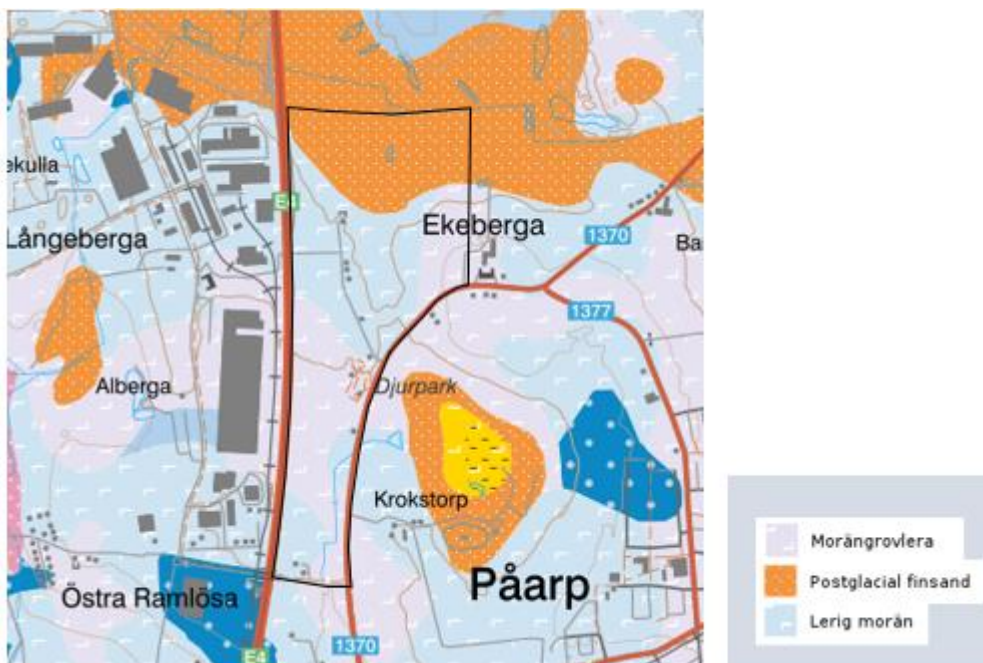 ekulla
E4
Ekeberga
Långeberga
1370
Ba
1377
Alberga
Djurpark
Krokstorp
Östra Ramlösa
Påarp
1370
E4
Morängrovlera
Postglacial finsand
Lerig morän